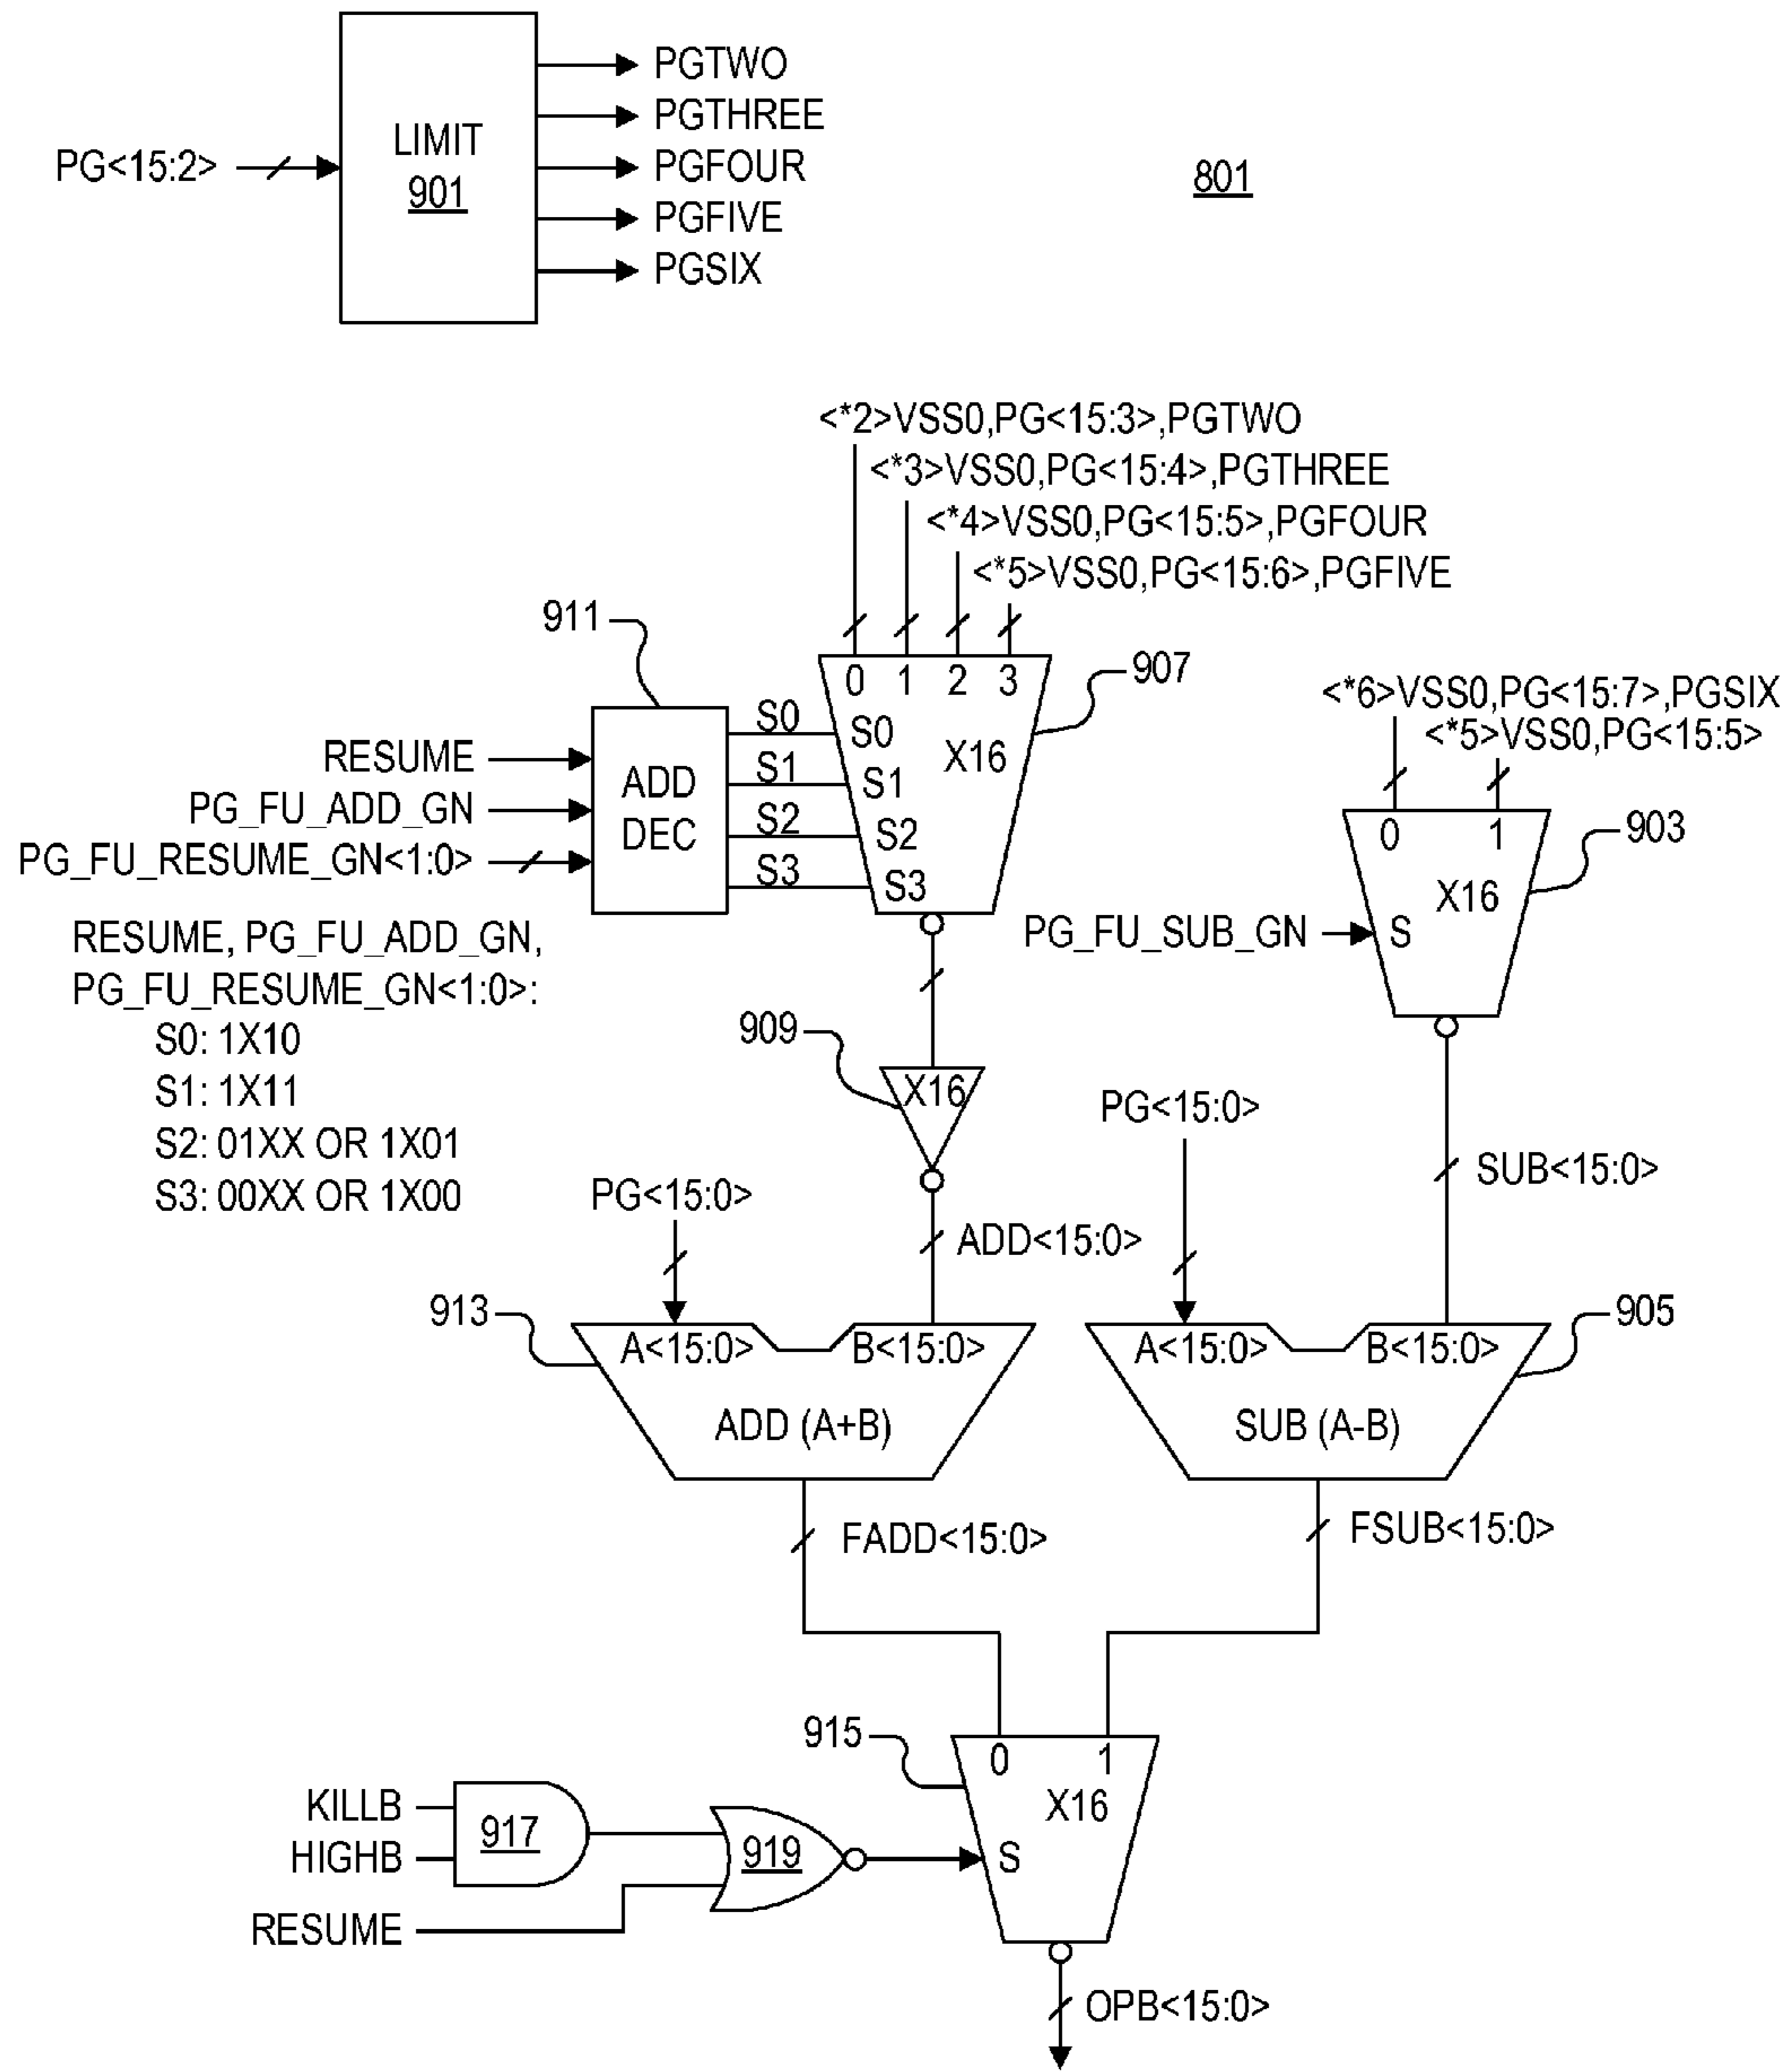 PGTWO
PGTHREE
PG<15:2>
LIMIT
901
PGFOUR
PGFIVE
PGSIX
801
<*2>VSS0,PG<15:3>,PGTWO
<*3>VSS0,PG<15:4>,PGTHREE
<*4>VSS0,PG<15:5>,PGFOUR
<*5>VSS0,PG<15:6>,PGFIVE
911
907
0 1 2 3
X16
S0 S0
S1 S1
S2 S2
S3 S3
RESUME
PG_FU_ADD_GN
PG_FU_RESUME_GN<1:0>
ADD
DEC
<*6>VSS0,PG<15:7>,PGSIX
<*5>VSS0,PG<15:5>
0 1
903
X16
PG_FU_SUB_GN
S
RESUME, PG_FU_ADD_GN,
PG_FU_RESUME_GN<1:0>:
S0: 1X10
S1: 1X11
S2: 01XX OR 1X01
S3: 00XX OR 1X00
909
X16
PG<15:0>
PG<15:0>
ADD<15:0>
SUB<15:0>
913
A<15:0> B<15:0>
ADD (A+B)
905
A<15:0> B<15:0>
SUB (A-B)
FADD<15:0>
FSUB<15:0>
915
0 1
X16
S
KILLB
HIGHB
917
919
RESUME
OPB<15:0>